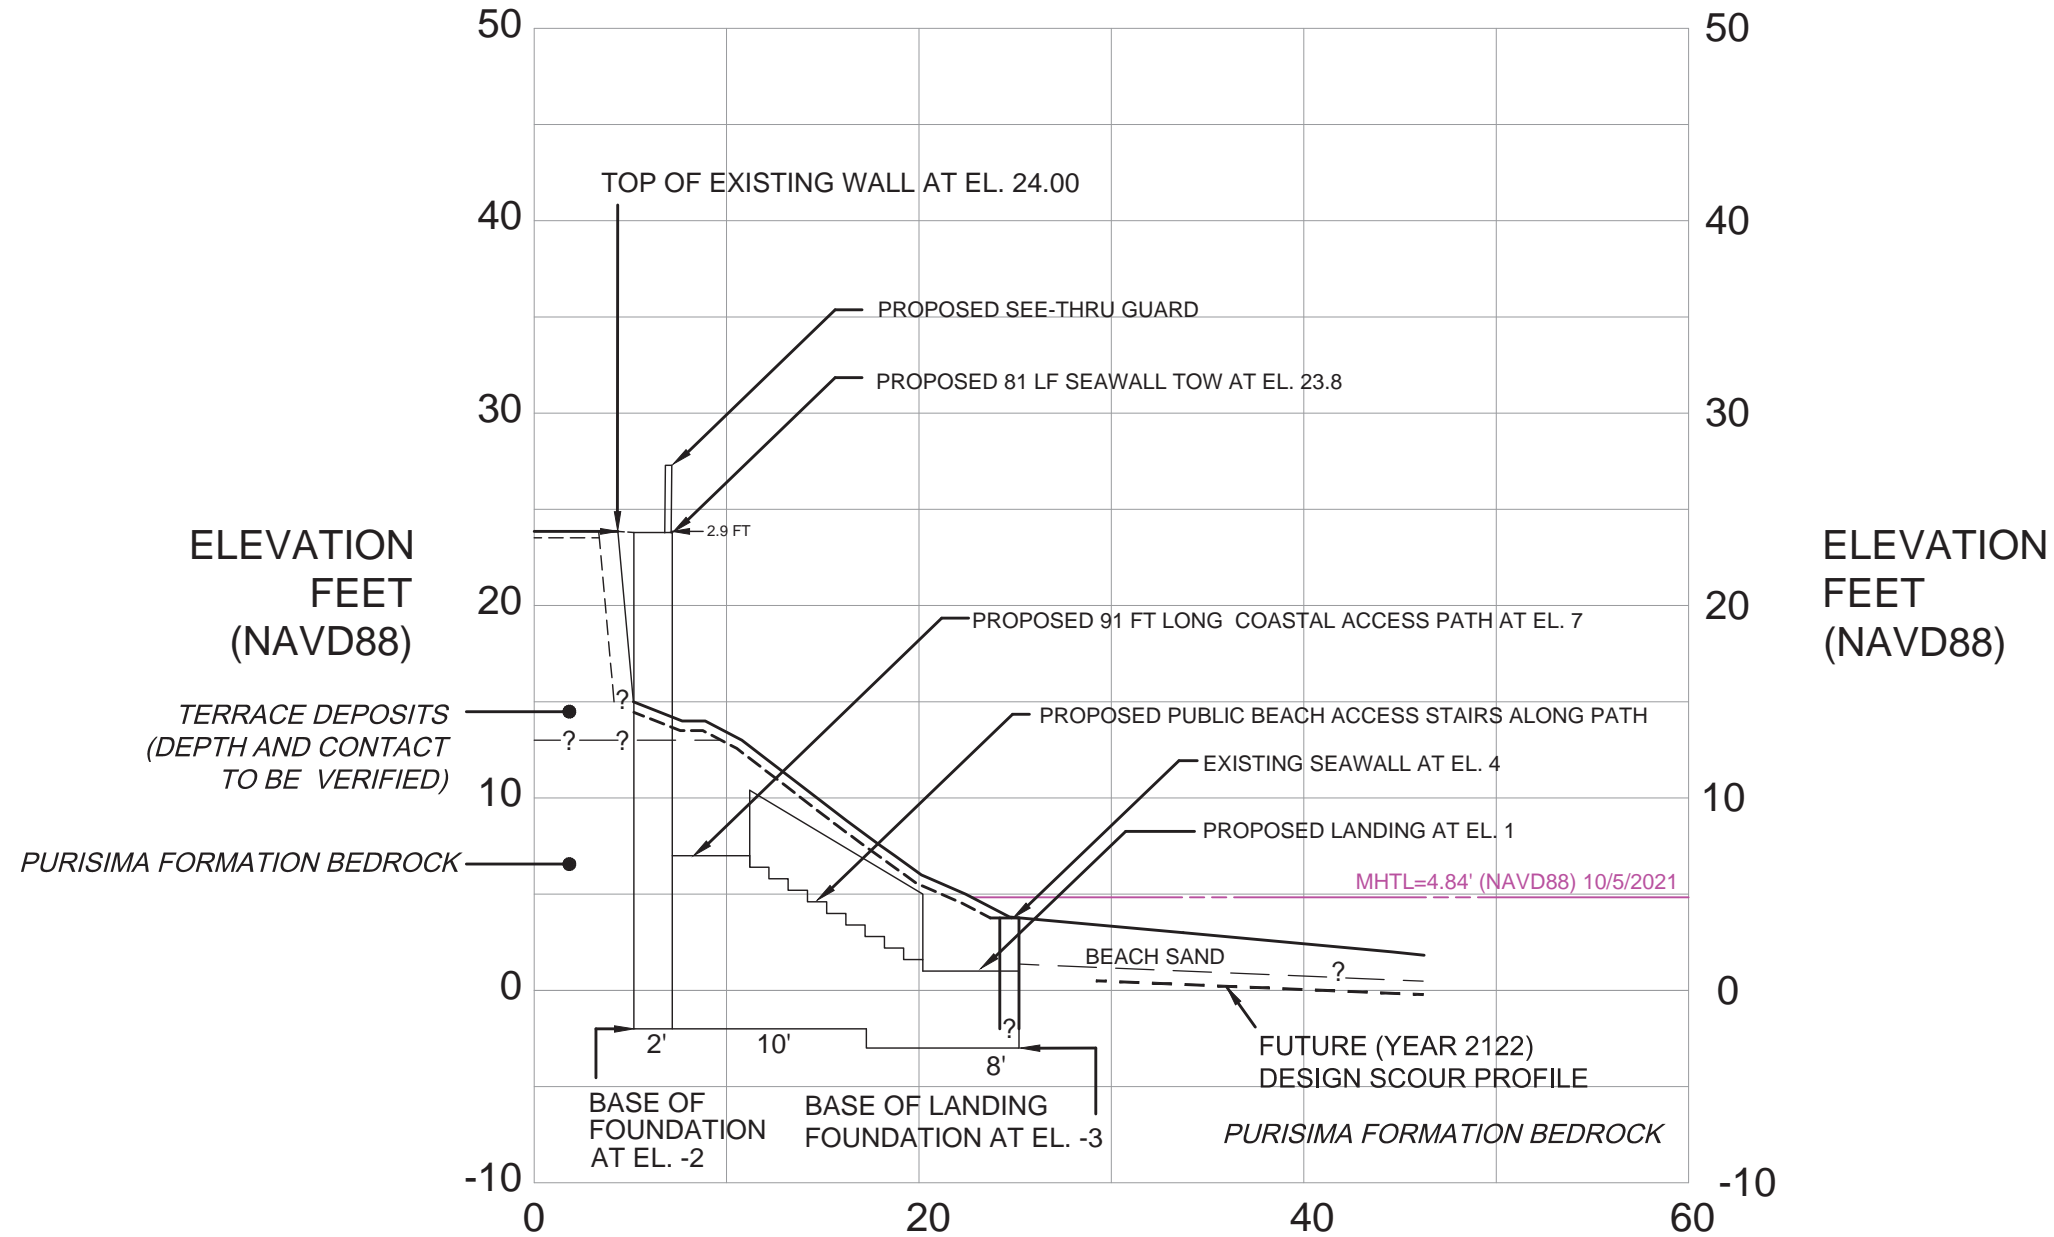 50
50
TOP OF EXISTING WALL AT EL. 24.00
40
40
PROPOSED SEE-THRU GUARD
PROPOSED 81 LF SEAWALL TOW AT EL. 23.8
30
30
2.9 FT
ELEVATION
FEET
(NAVD88)
ELEVATION
FEET
(NAVD88)
20
20
PROPOSED 91 FT LONG COASTAL ACCESS PATH AT EL. 7
?
TERRACE DEPOSITS
(DEPTH AND CONTACT
TO BE VERIFIED)
PROPOSED PUBLIC BEACH ACCESS STAIRS ALONG PATH
? ?
EXISTING SEAWALL AT EL. 4
10
10
PROPOSED LANDING AT EL. 1
PURISIMA FORMATION BEDROCK
MHTL=4.84' (NAVD88) 10/5/2021
BEACH SAND
?
0
0
?
2'
10'
8'
FUTURE (YEAR 2122)
DESIGN SCOUR PROFILE
BASE OF
FOUNDATION
AT EL. -2
BASE OF LANDING
FOUNDATION AT EL. -3
PURISIMA FORMATION BEDROCK
-10
-10
0
20
40
60